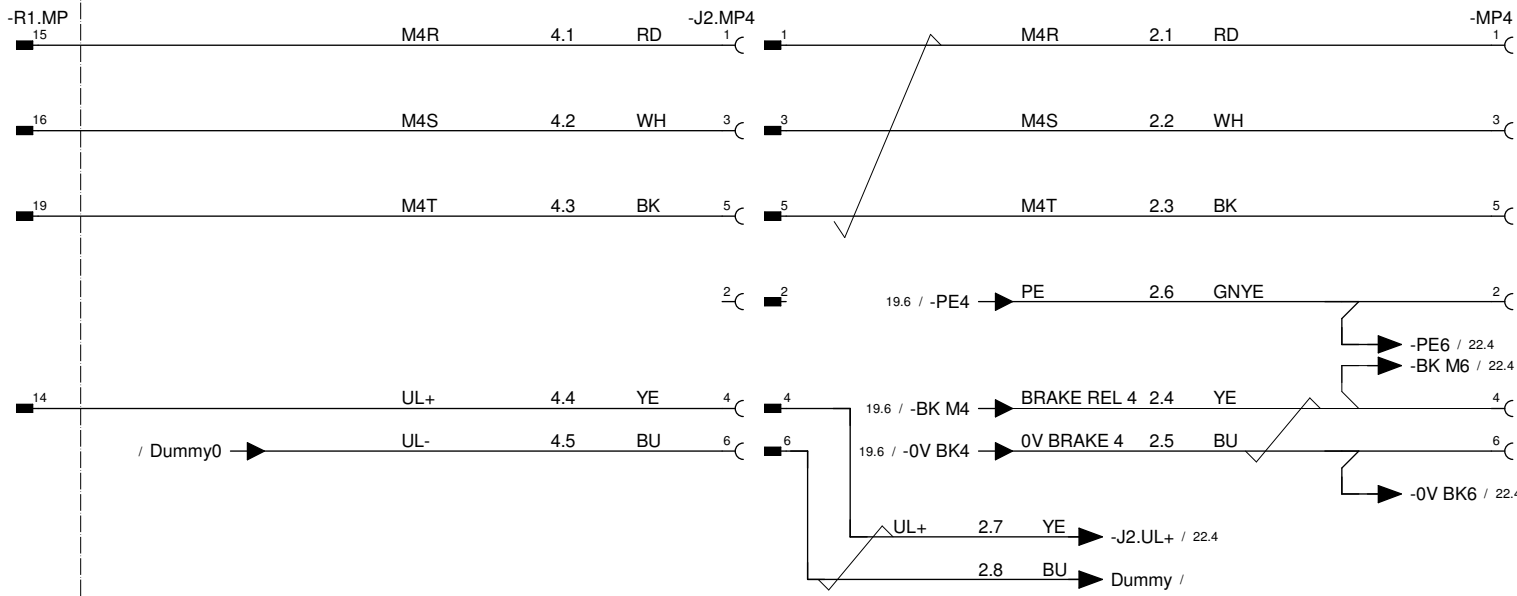 -R1.MP -J2.MP4 -MP4
15 M4R 4.1 RD 1 1 M4R 2.1 RD 1
16 M4S 4.2 WH 3 3 M4S 2.2 WH 3
19 M4T 4.3 BK 5 5 M4T 2.3 BK 5
2 2 19.6 / -PE4 PE 2.6 GNYE 2
-PE6 / 22.4
-BK M6 / 22.4
14 UL+ 4.4 YE 4 4 19.6 / -BK M4 BRAKE REL 4 2.4 YE 4
/ Dummy0 UL- 4.5 BU 6 6 19.6 / -0V BK4 0V BRAKE 4 2.5 BU 6
-0V BK6 / 22.4
UL+ 2.7 YE -J2.UL+ / 22.4
2.8 BU Dummy /